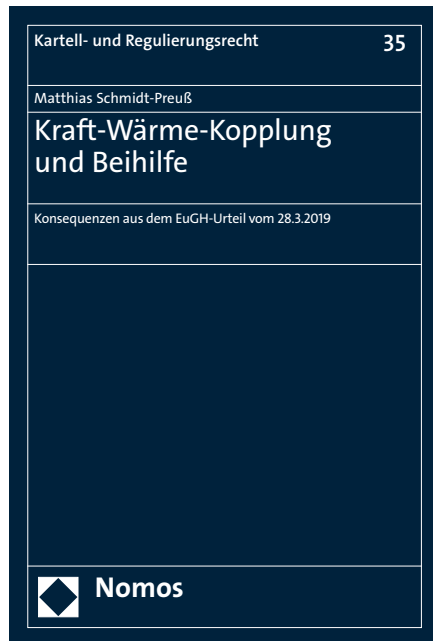 Kartell- und Regulierungsrecht 35
Matthias Schmidt-Preuß
Kraft-Wärme-Kopplung
und Beihilfe
Konsequenzen aus dem EuGH-Urteil vom 28.3.2019
Nomos